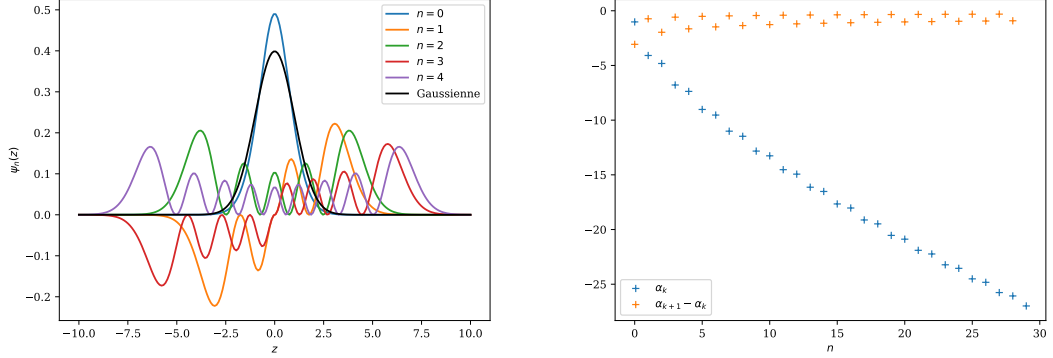 0.5
0.4
0.3
0.2
0.1
0.0
−0.1
−0.2
ψₙ(z)
−10.0 −7.5 −5.0 −2.5 0.0 2.5 5.0 7.5 10.0
z
n = 0
n = 1
n = 2
n = 3
n = 4
Gaussienne
0
−5
−10
−15
−20
−25
0 5 10 15 20 25 30
n
αₖ
αₖ₊₁ − αₖ